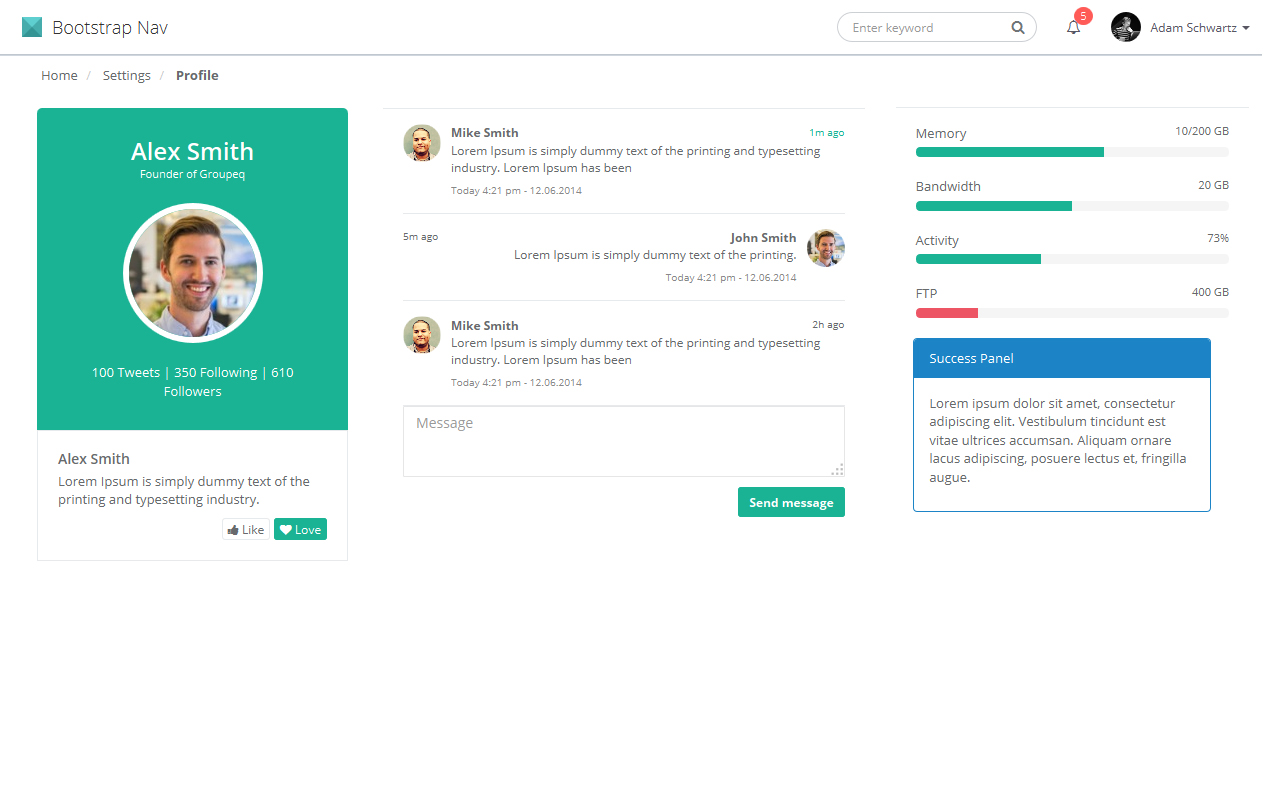 Bootstrap Nav
Enter keyword
5
Adam Schwartz
Home / Settings / Profile
Alex Smith
Founder of Groupeq
100 Tweets | 350 Following | 610
Followers
Alex Smith
Lorem Ipsum is simply dummy text of the
printing and typesetting industry.
Like
Love
Mike Smith
1m ago
Lorem Ipsum is simply dummy text of the printing and typesetting
industry. Lorem Ipsum has been
Today 4:21 pm - 12.06.2014
5m ago
John Smith
Lorem Ipsum is simply dummy text of the printing.
Today 4:21 pm - 12.06.2014
Mike Smith
2h ago
Lorem Ipsum is simply dummy text of the printing and typesetting
industry. Lorem Ipsum has been
Today 4:21 pm - 12.06.2014
Message
Send message
Memory
10/200 GB
Bandwidth
20 GB
Activity
73%
FTP
400 GB
Success Panel
Lorem ipsum dolor sit amet, consectetur
adipiscing elit. Vestibulum tincidunt est
vitae ultrices accumsan. Aliquam ornare
lacus adipiscing, posuere lectus et, fringilla
augue.